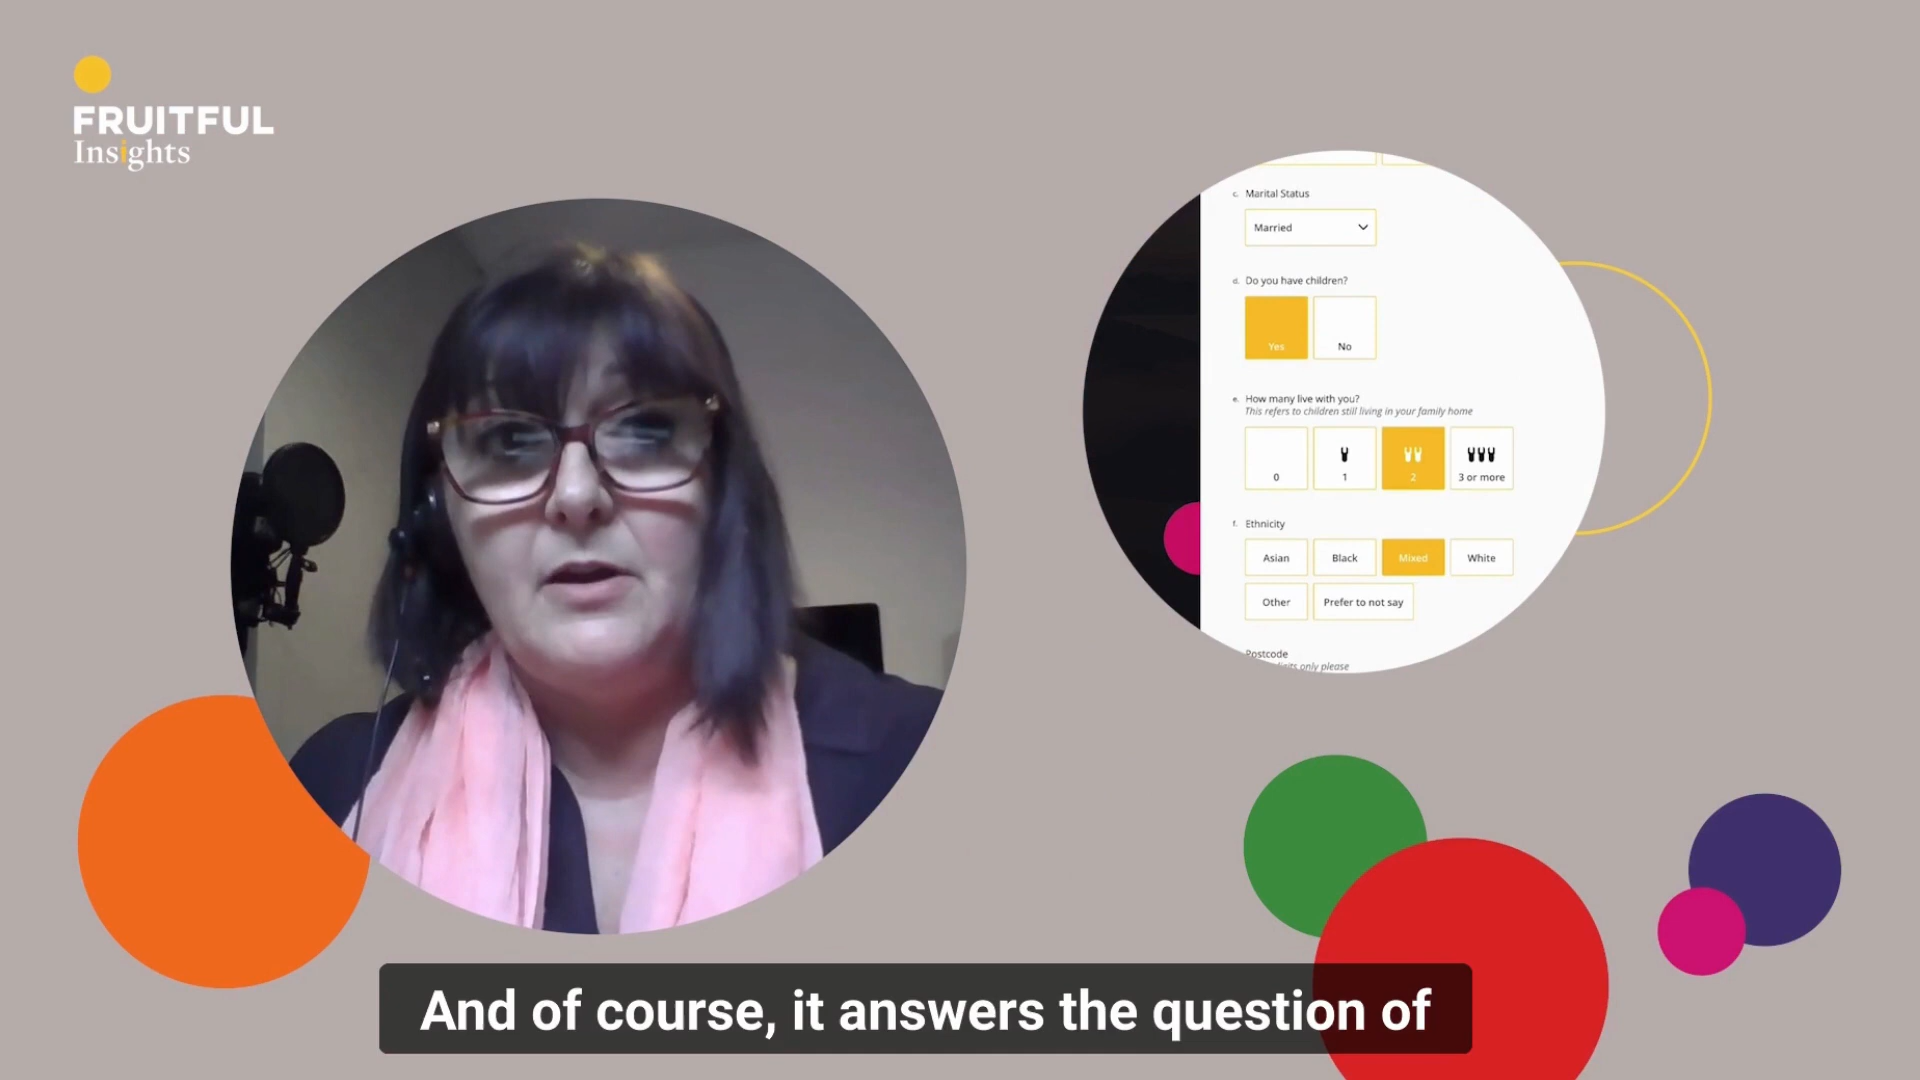 FRUITFUL
Insights
c. Marital Status
Married
d. Do you have children?
Yes
No
e. How many live with you?
This refers to children still living in your family home
0
1
2
3 or more
f. Ethnicity
Asian
Black
Mixed
White
Other
Prefer to not say
Postcode
only please
And of course, it answers the question of